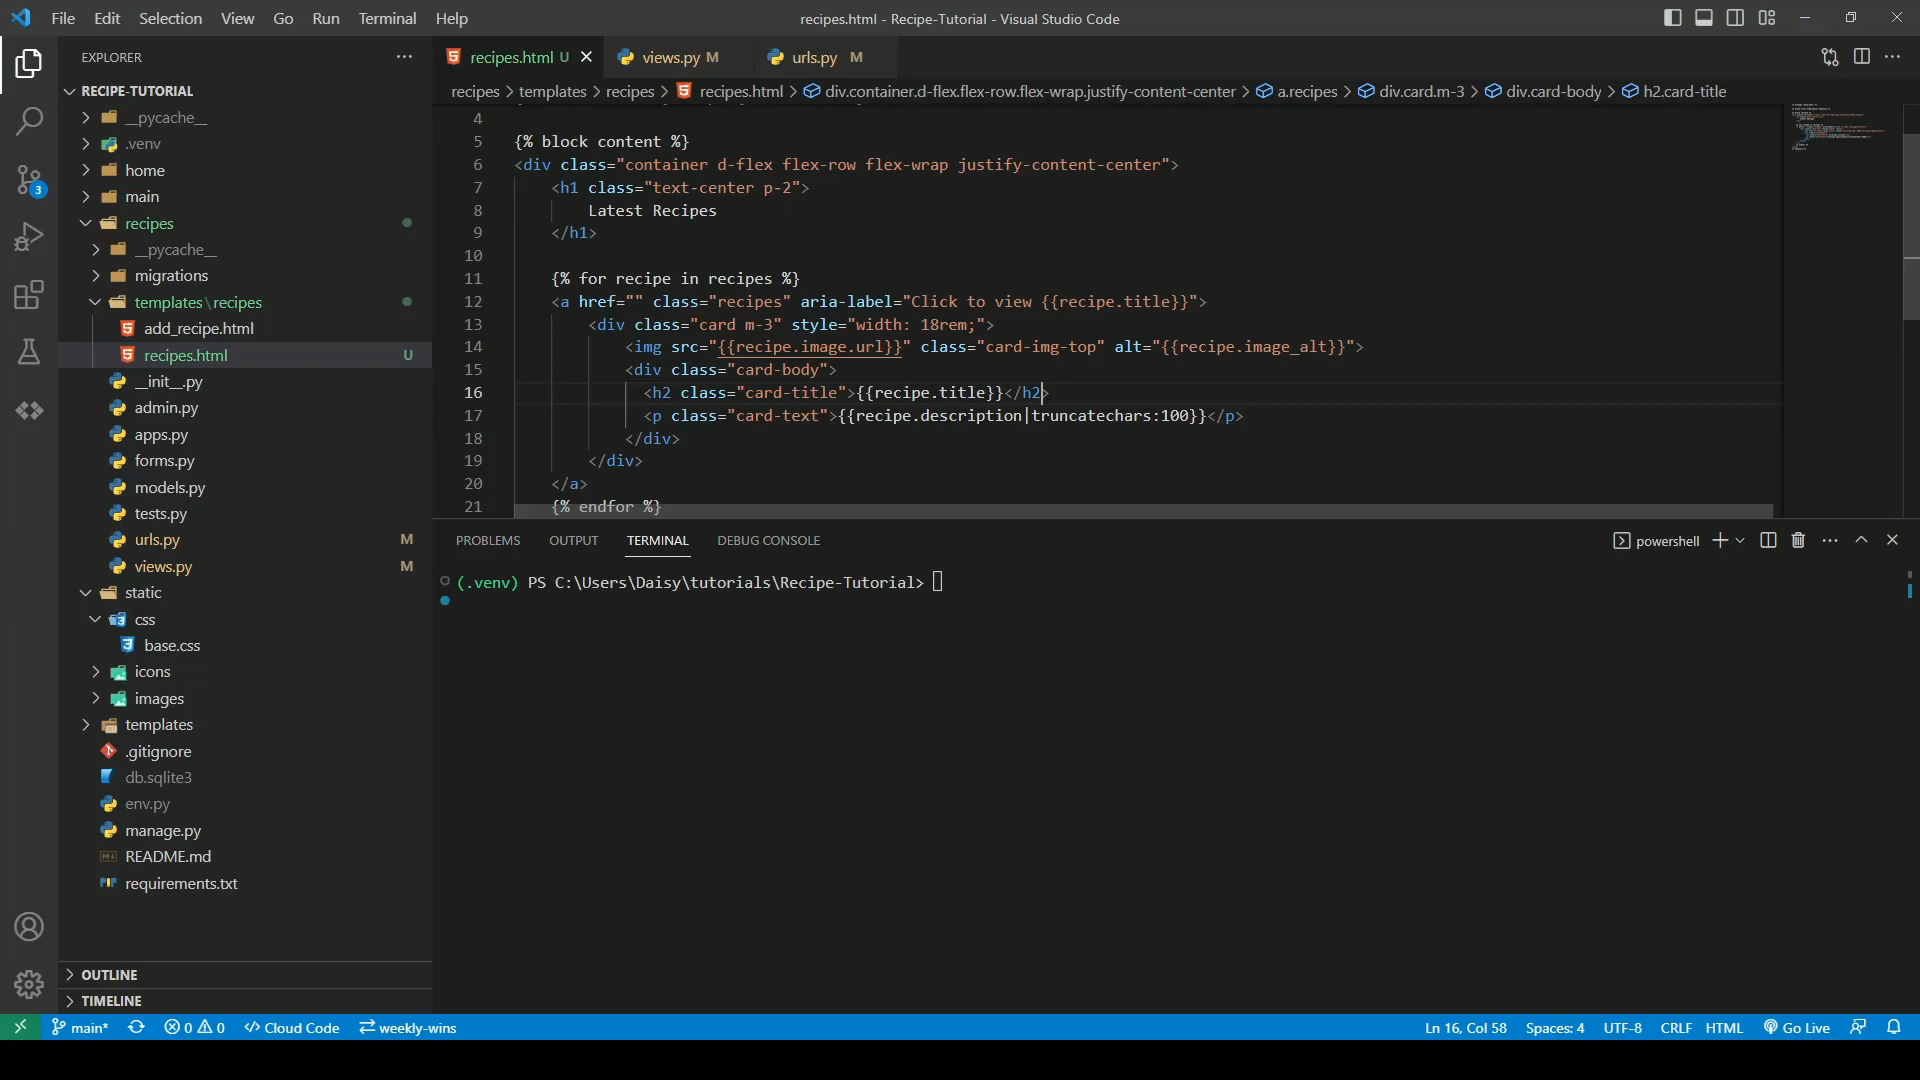 File Edit Selection View Go Run Terminal Help recipes.html - Recipe-Tutorial - Visual Studio Code
EXPLORER
RECIPE-TUTORIAL
__pycache__
.venv
home
main
recipes
__pycache__
migrations
templates\recipes
add_recipe.html
recipes.html U
__init__.py
admin.py
apps.py
forms.py
models.py
tests.py
urls.py M
views.py M
static
css
base.css
icons
images
templates
.gitignore
db.sqlite3
env.py
manage.py
README.md
requirements.txt
OUTLINE
TIMELINE
3
recipes.html U views.py M urls.py M
recipes > templates > recipes > recipes.html > div.container.d-flex.flex-row.flex-wrap.justify-content-center > a.recipes > div.card.m-3 > div.card-body > h2.card-title
4
5 {% block content %}
6 <div class="container d-flex flex-row flex-wrap justify-content-center">
7 <h1 class="text-center p-2">
8 Latest Recipes
9 </h1>
10
11 {% for recipe in recipes %}
12 <a href="" class="recipes" aria-label="Click to view {{recipe.title}}">
13 <div class="card m-3" style="width: 18rem;">
14 <img src="{{recipe.image.url}}" class="card-img-top" alt="{{recipe.image_alt}}">
15 <div class="card-body">
16 <h2 class="card-title">{{recipe.title}}</h2>
17 <p class="card-text">{{recipe.description|truncatechars:100}}</p>
18 </div>
19 </div>
20 </a>
21 {% endfor %}
PROBLEMS OUTPUT TERMINAL DEBUG CONSOLE powershell
(.venv) PS C:\Users\Daisy\tutorials\Recipe-Tutorial>
main* 0 0 Cloud Code weekly-wins Ln 16, Col 58 Spaces: 4 UTF-8 CRLF HTML Go Live